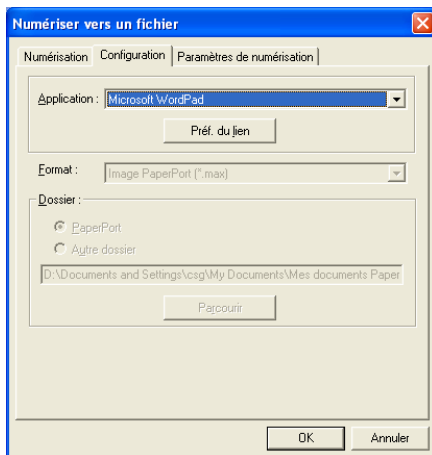 Numériser vers un fichier
Numérisation Configuration Paramètres de numérisation
Application : Microsoft WordPad
Préf. du lien
Format : Image PaperPort (*.max)
Dossier :
PaperPort
Autre dossier
D:\Documents and Settings\csg\My Documents\Mes documents Paper
Parcourir
OK Annuler